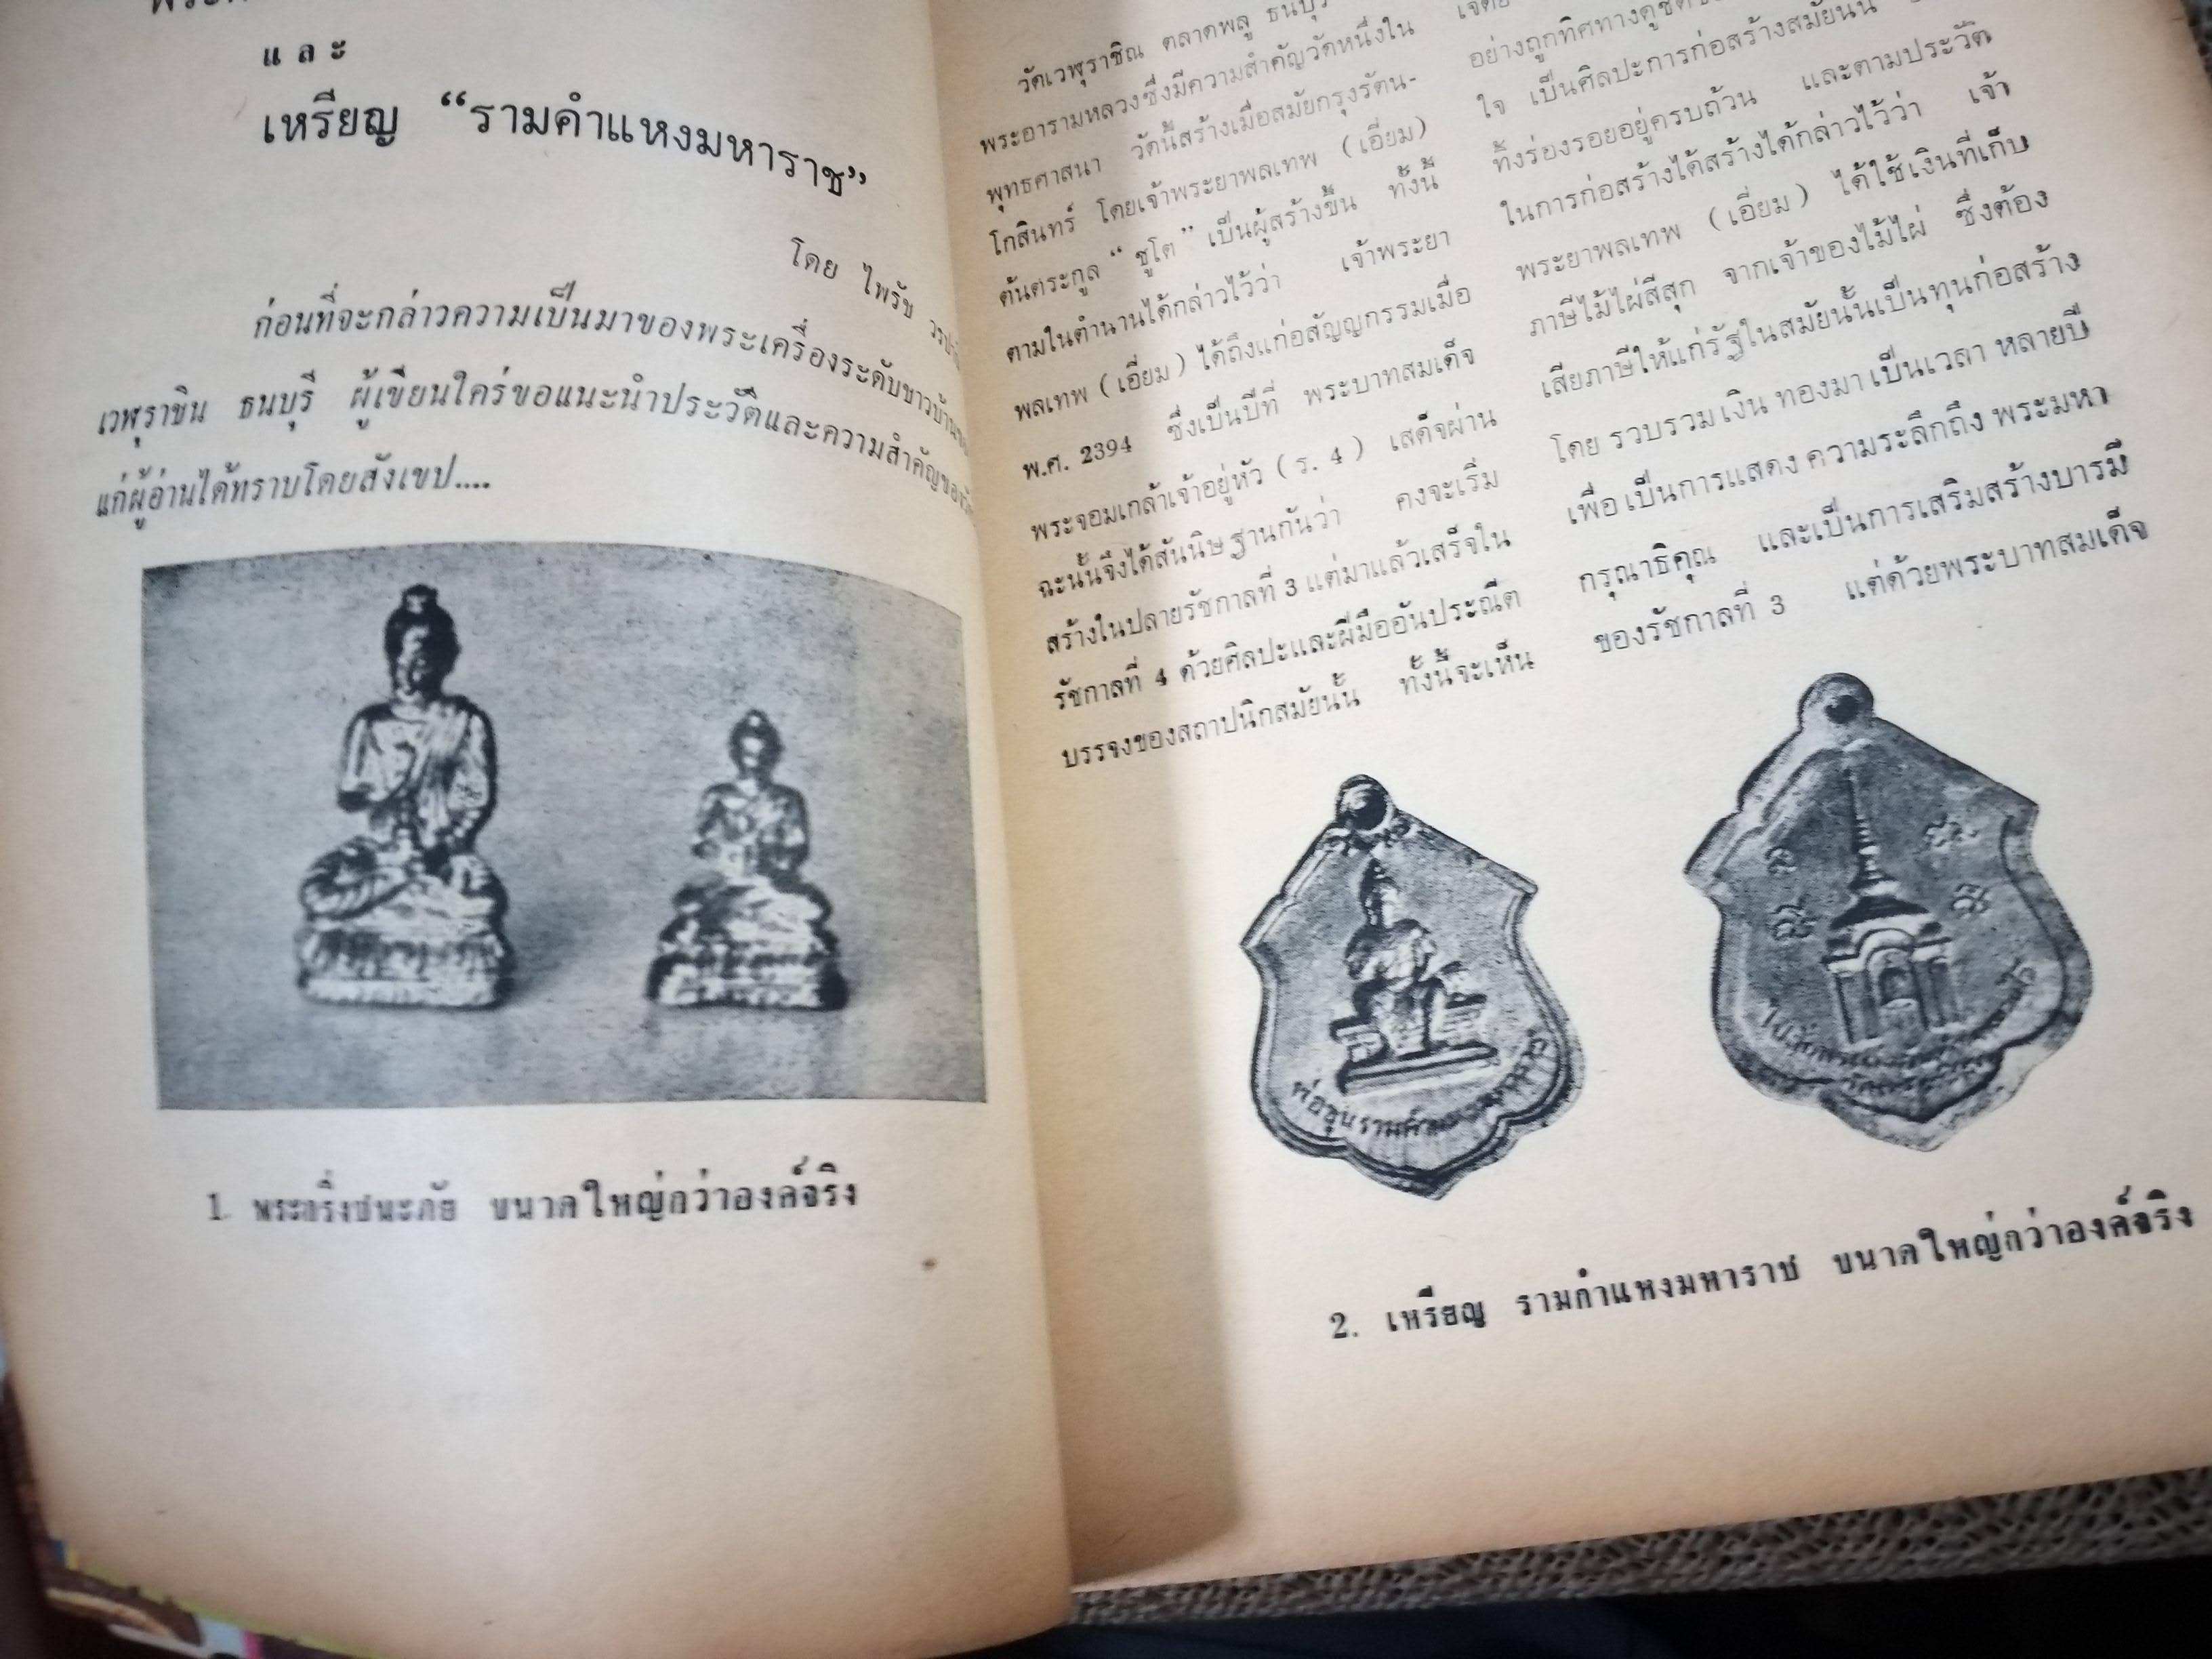 และ
เหรียญ “รามคำแหงมหาราช”
โดย ไพรัช
ก่อนที่จะกล่าวความเป็นมาของพระเครื่องระดับชาวบ้าน
เวฬุราชิน ธนบุรี ผู้เขียนใคร่ขอแนะนำประวัติและความสำคัญของวัด
แก่ผู้อ่านได้ทราบโดยสังเขป....
1. พระกริ่งชนะภัย ขนาดใหญ่กว่าองค์จริง
วัดเวฬุราชิณ ตลาดพลู ธนบุรี
พระอารามหลวงซึ่งมีความสำคัญวัดหนึ่งใน
พุทธศาสนา วัดนี้สร้างเมื่อสมัยกรุงรัตน-
โกสินทร์ โดยเจ้าพระยาพลเทพ (เอี่ยม)
ต้นตระกูล “ชูโต” เป็นผู้สร้างขึ้น ทั้งนี้
ตามในตำนานได้กล่าวไว้ว่า เจ้าพระยา
พลเทพ (เอี่ยม) ได้ถึงแก่อสัญญกรรมเมื่อ
พ.ศ. 2394 ซึ่งเป็นปีที่ พระบาทสมเด็จ
พระจอมเกล้าเจ้าอยู่หัว (ร. 4) เสด็จผ่าน
ฉะนั้นจึงได้สันนิษฐานกันว่า คงจะเริ่ม
สร้างในปลายรัชกาลที่ 3 แต่มาแล้วเสร็จใน
รัชกาลที่ 4 ด้วยศิลปะและฝีมืออันประณีต
บรรจงของสถาปนิกสมัยนั้น ทั้งนี้จะเห็น
อย่างถูกทิศทาง
ใจ เป็นศิลปะการก่อสร้างสมัยนั้น
ทั้งร่องรอยอยู่ครบถ้วน และตามประวัติ
ในการก่อสร้างได้สร้างได้กล่าวไว้ว่า เจ้า
พระยาพลเทพ (เอี่ยม) ได้ใช้เงินที่เก็บ
ภาษีไม้ไผ่สีสุก จากเจ้าของไม้ไผ่ ซึ่งต้อง
เสียภาษีให้แก่รัฐในสมัยนั้นเป็นทุนก่อสร้าง
โดย รวบรวมเงิน ทองมา เป็นเวลา หลายปี
เพื่อ เป็นการแสดง ความระลึกถึง พระมหา
กรุณาธิคุณ และเป็นการเสริมสร้างบารมี
ของรัชกาลที่ 3 แต่ด้วยพระบาทสมเด็จ
2. เหรียญ รามคำแหงมหาราช ขนาดใหญ่กว่าองค์จริง